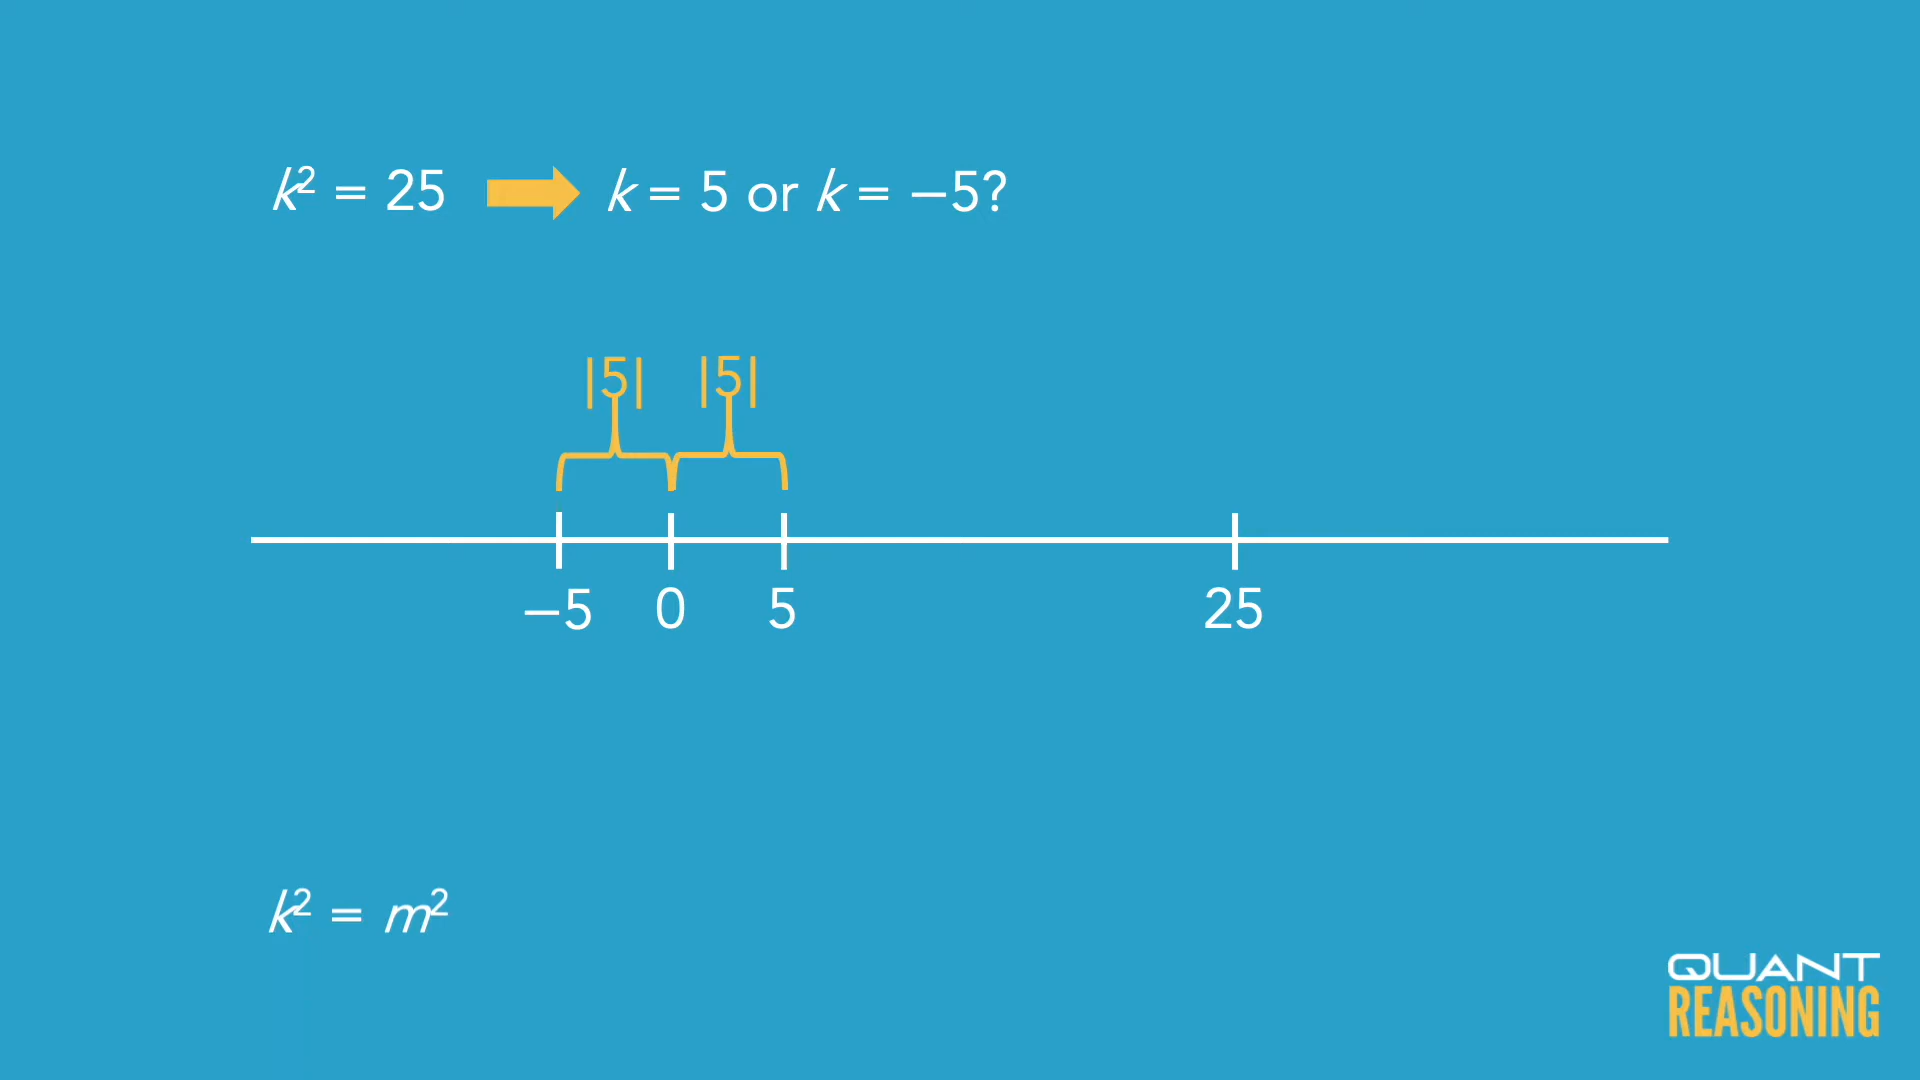 k² = 25 k = 5 or k = –5?
|5| |5|
–5 0 5 25
k² = m²
QUANT
REASONING